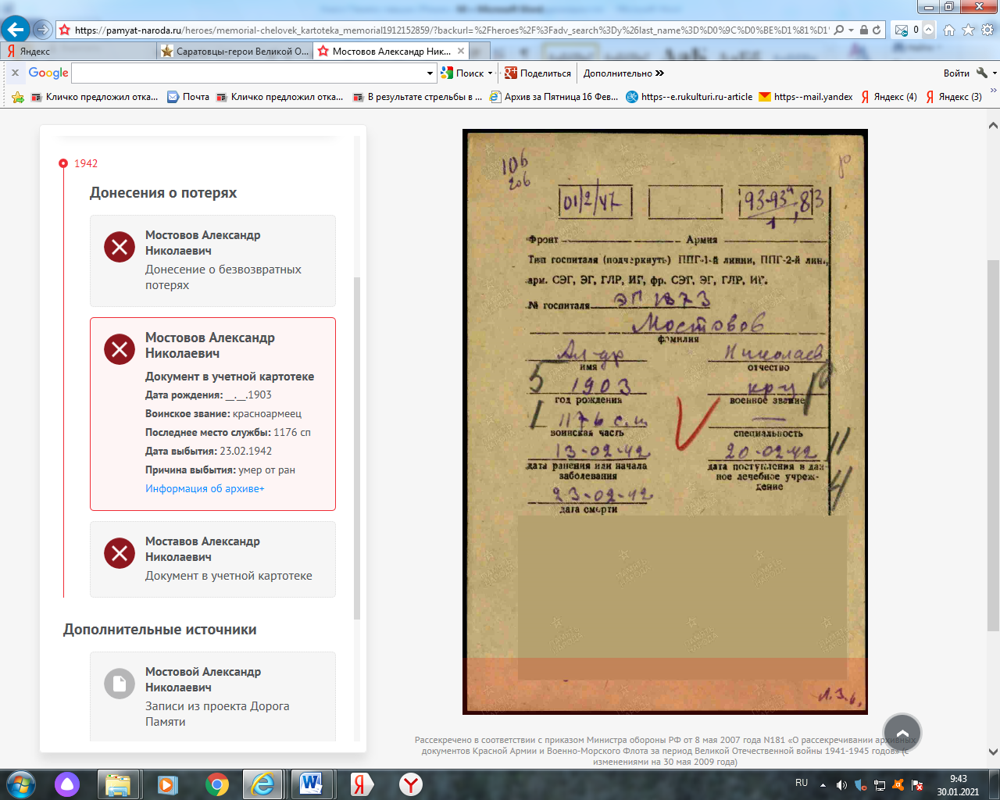 https://pamyat-naroda.ru/heroes/memorial-chelovek_kartoteka_memorial1912152859/?backurl=%2Fheroes%2F%3Fadv_search%3Dy%26last_name%3D%D0%9C%D0%BE%D1%81%D1'
0
Яндекс
Саратовцы-герои Великой О...
Мостовов Александр Ник...
Google
Поиск
Поделиться
Дополнительно
Войти
Кличко предложил отка...
Почта
Кличко предложил отка...
В результате стрельбы в ...
Архив за Пятница 16 Фев...
https--e.rukulturi.ru-article
https--mail.yandex
Яндекс (4)
Яндекс (3)
1942
Донесения о потерях
Мостовов Александр
Николаевич
Донесение о безвозвратных
потерях
Мостовов Александр
Николаевич
Документ в учетной картотеке
Дата рождения: __.__.1903
Воинское звание: красноармеец
Последнее место службы: 1176 сп
Дата выбытия: 23.02.1942
Причина выбытия: умер от ран
Информация об архиве+
Моставов Александр
Николаевич
Документ в учетной картотеке
Дополнительные источники
Мостовой Александр
Николаевич
Записи из проекта Дорога
Памяти
106
206
01/2/47
93-93ª
8/3
1
Фронт Армия
Тип госпиталя (подчеркнуть) ППГ-1-й линии, ППГ-2-й лин.,
арм. СЭГ, ЭГ, ГЛР, ИГ, фр. СЭГ, ЭГ, ГЛР, ИГ.
№ госпиталя ЭП 1873
Мостовов
фамилия
Ал-др Николаев
имя отчество
5 1903 кр-ц
год рождения военное звание
1176 с.п. —
воинская часть специальность
13-02-42 20-02-42
дата ранения или начала заболевания
дата поступления в данное лечебное учреждение
11
4
23-02-42
дата смерти
Л.З.6.
Рассекречено в соответствии с приказом Министра обороны РФ от 8 мая 2007 года N181 «О рассекречивании архивных
документов Красной Армии и Военно-Морского Флота за период Великой Отечественной войны 1941-1945 годов» (с
изменениями на 30 мая 2009 года)
RU
9:43
30.01.2021